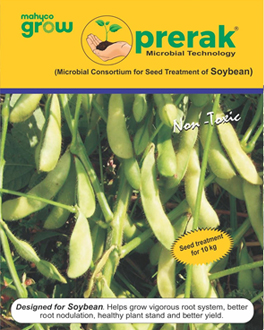 mahyco
grow
prerak®
Microbial Technology
(Microbial Consortium for Seed Treatment of Soybean)
Non Toxic
Seed treatment
for 10 kg
Designed for Soybean. Helps grow vigorous root system, better
root nodulation, healthy plant stand and better yield.